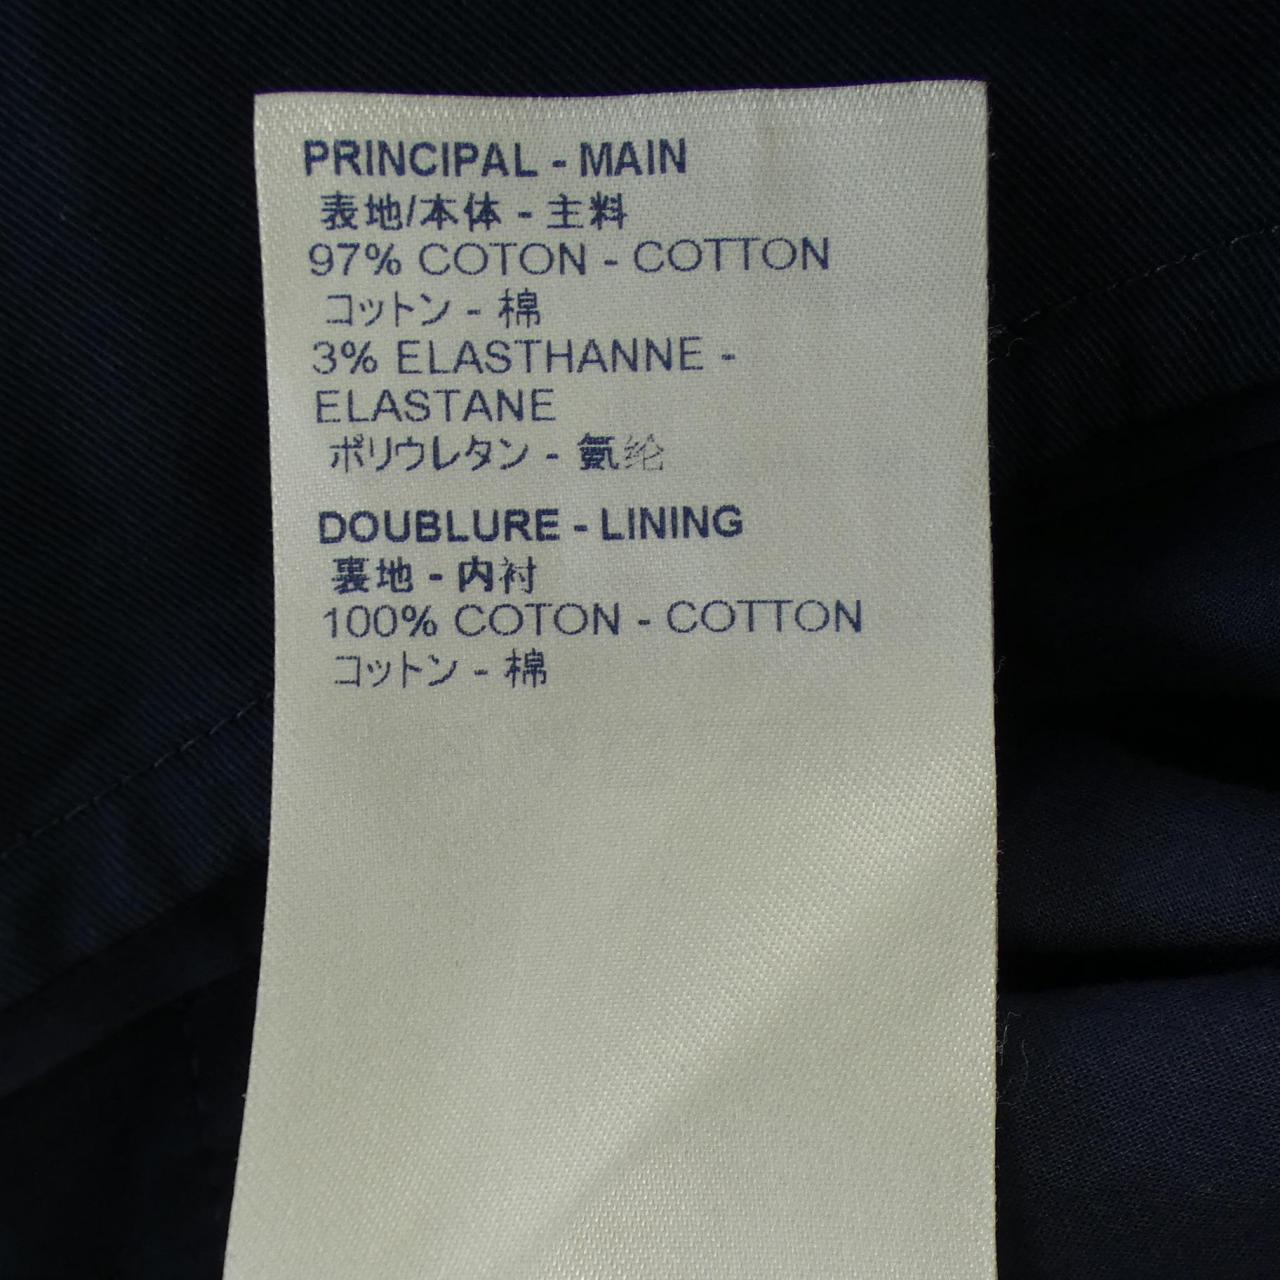 PRINCIPAL - MAIN
表地/本体 - 主料
97% COTON - COTTON
コットン - 棉
3% ELASTHANNE -
ELASTANE
ポリウレタン - 氨纶
DOUBLURE - LINING
裏地 - 内衬
100% COTON - COTTON
コットン - 棉